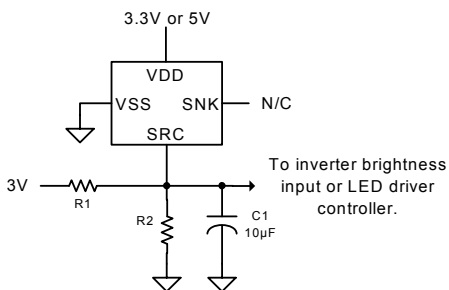 3.3V or 5V
VDD
VSS SNK N/C
SRC
3V
R1
R2
C1
10µF
To inverter brightness
input or LED driver
controller.